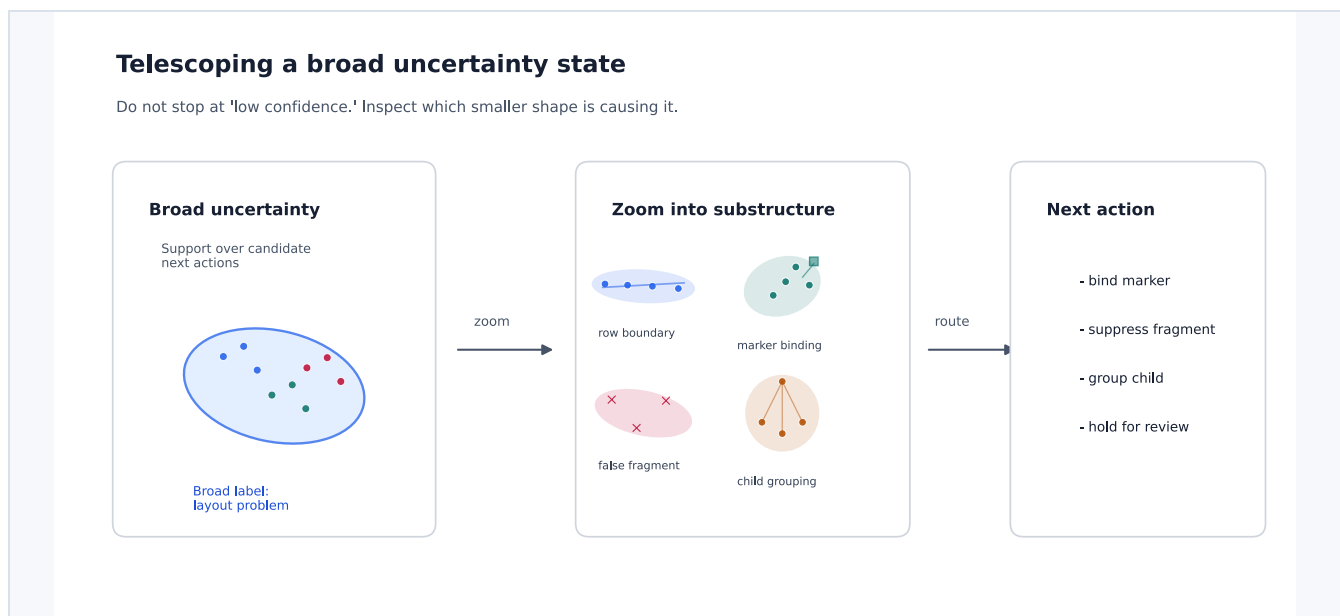 Telescoping a broad uncertainty state
Do not stop at 'low confidence.' Inspect which smaller shape is causing it.
Broad uncertainty
Support over candidate
next actions
Broad label:
layout problem
zoom
Zoom into substructure
row boundary
marker binding
false fragment
child grouping
route
Next action
- bind marker
- suppress fragment
- group child
- hold for review